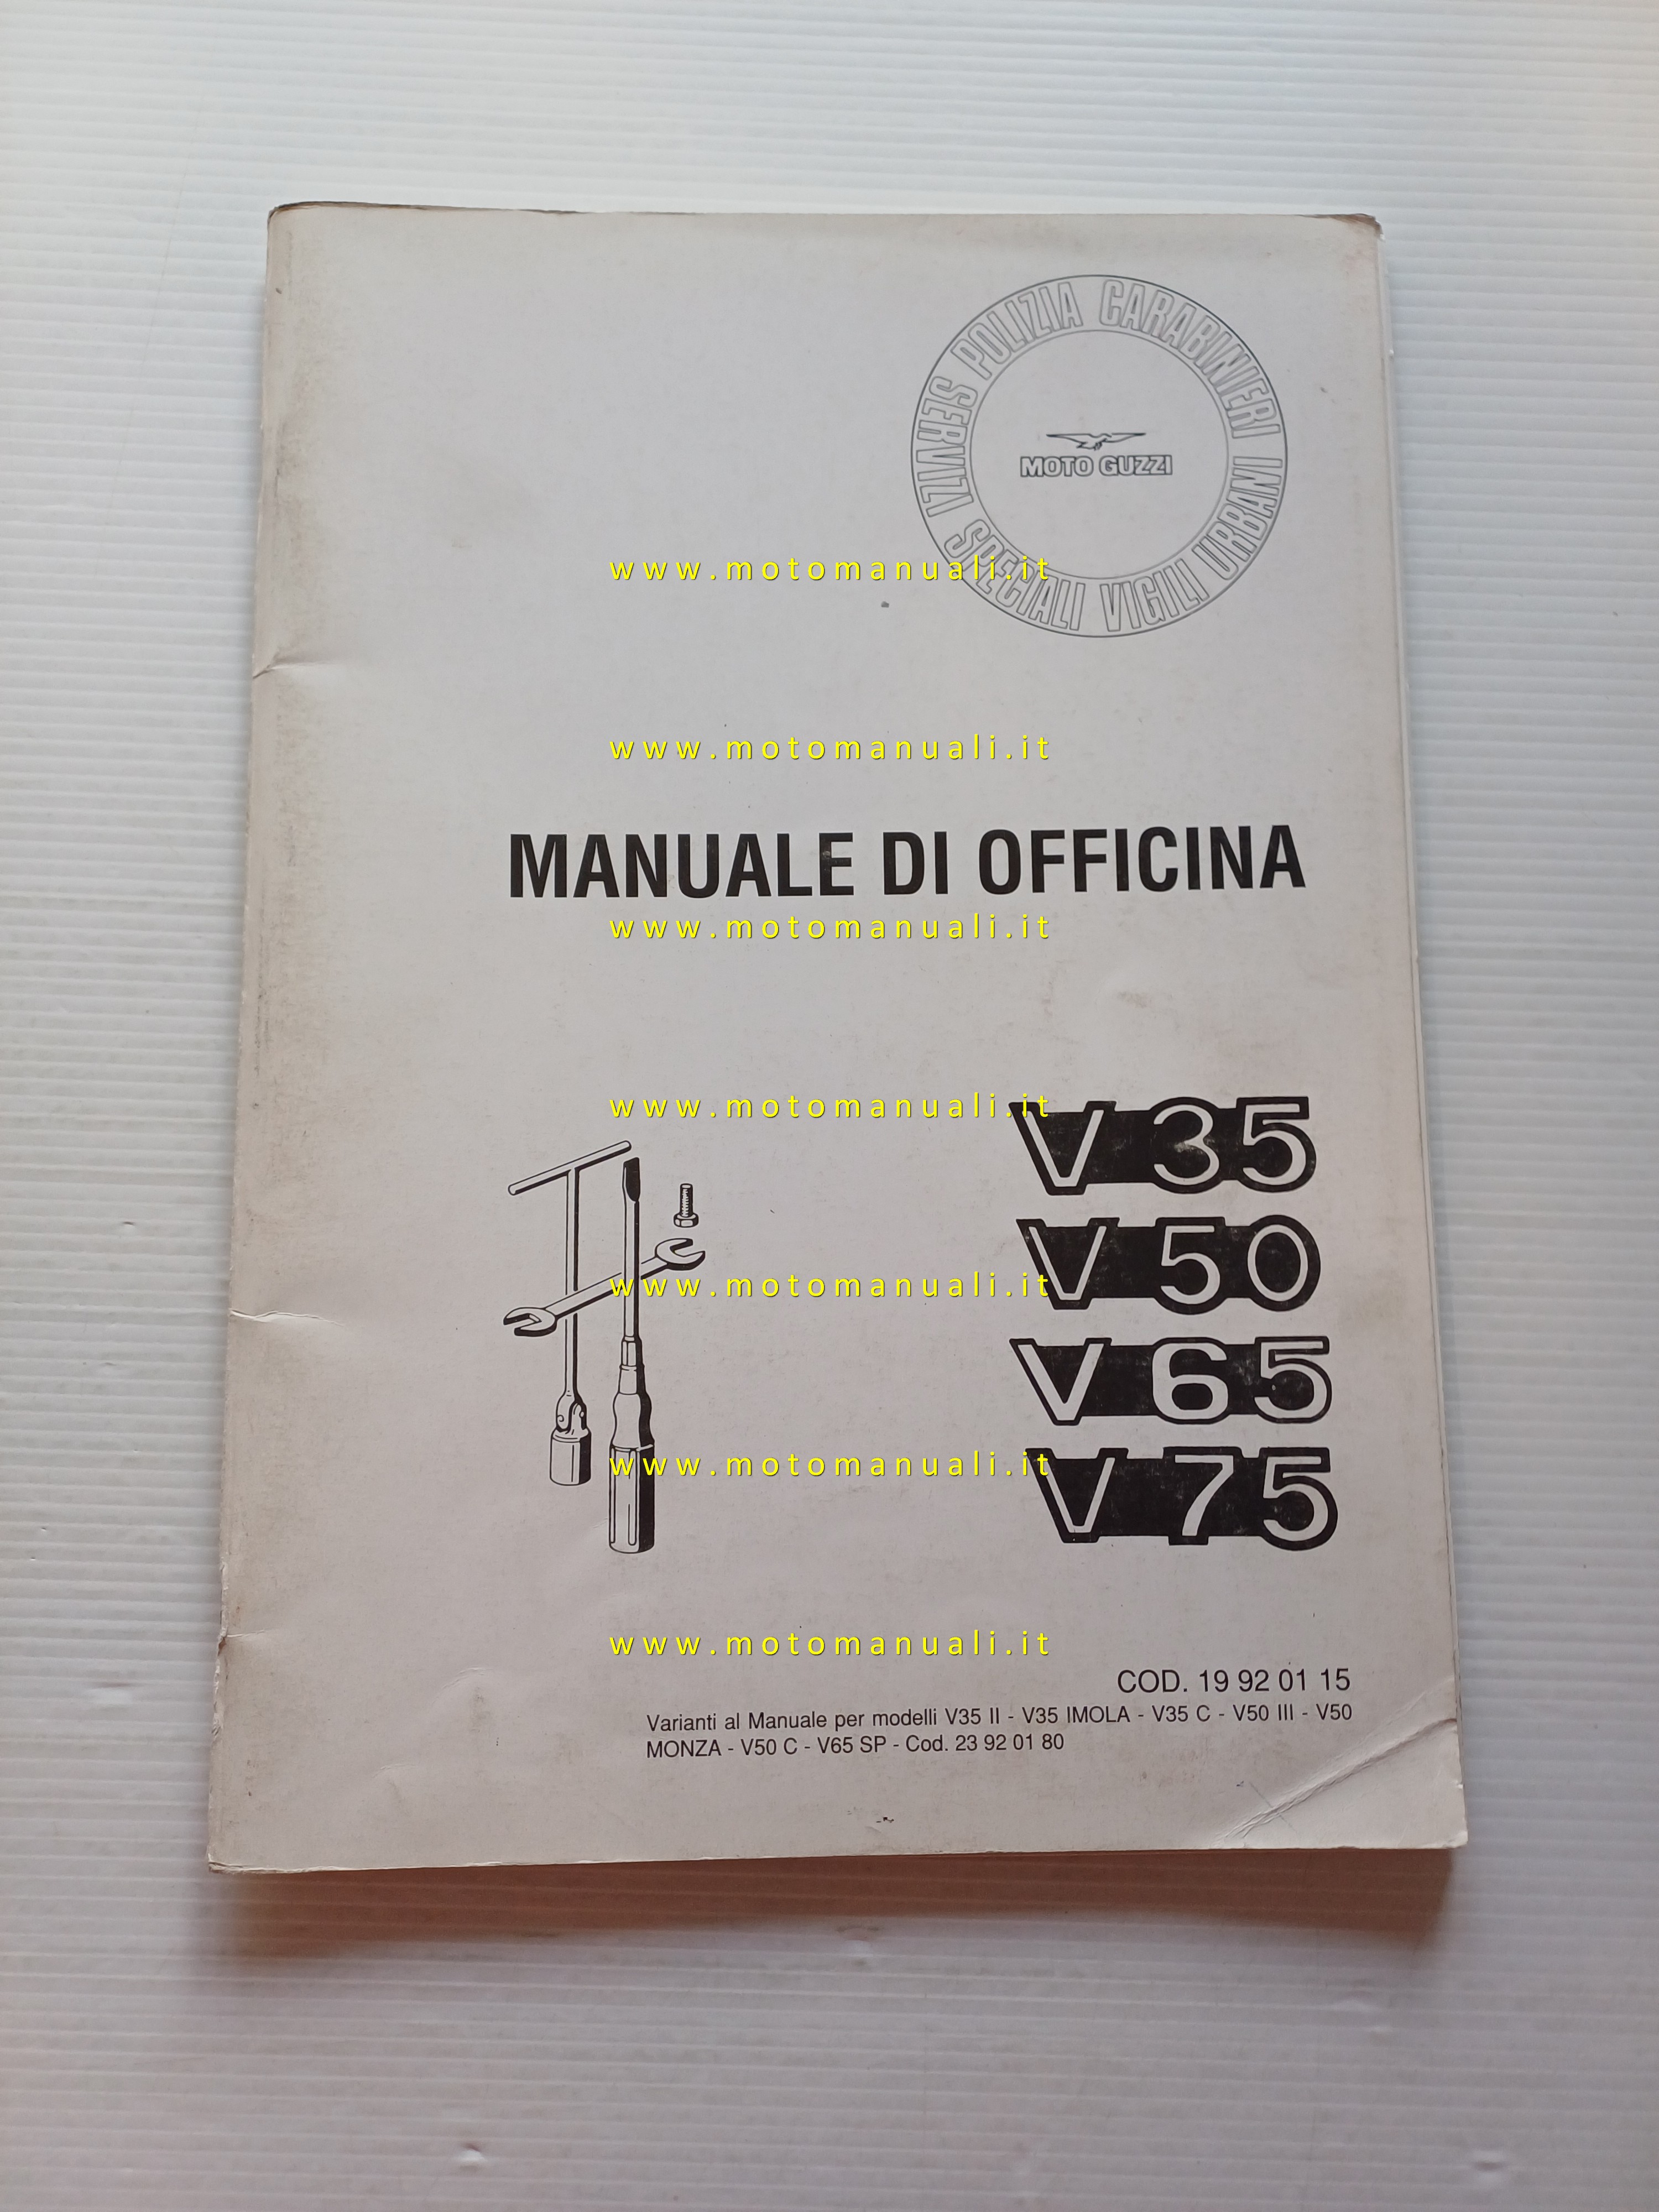 POLIZIA CARABINIERI
SERVIZI SPECIALI VIGILI URBANI
MOTO GUZZI
www.motomanuali.it
www.motomanuali.it
MANUALE DI OFFICINA
www.motomanuali.it
www.motomanuali.it
V 35
V 50
www.motomanuali.it
V 65
www.motomanuali.it
V 75
www.motomanuali.it
COD. 19 92 01 15
Varianti al Manuale per modelli V35 II - V35 IMOLA - V35 C - V50 III - V50
MONZA - V50 C - V65 SP - Cod. 23 92 01 80